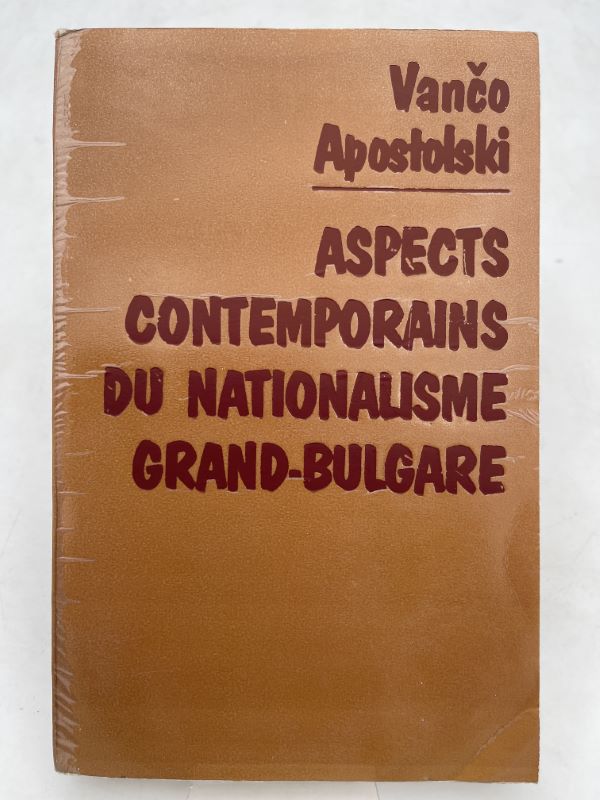 Vančo
Apostolski
ASPECTS
CONTEMPORAINS
DU NATIONALISME
GRAND-BULGARE